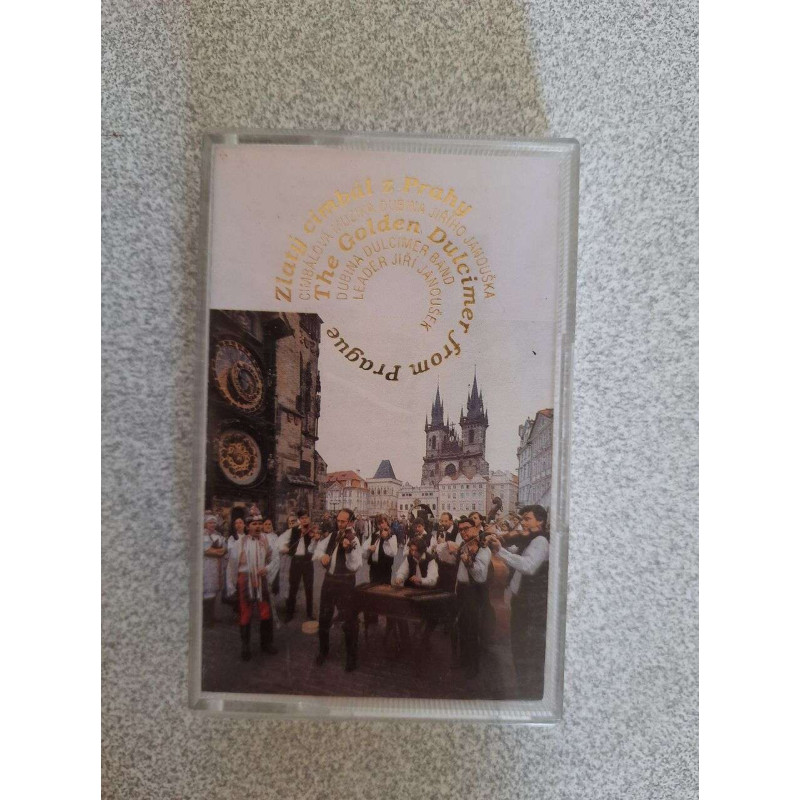 Zlatý cimbál z Prahy
CIMBÁLOVÁ MUZIKA DUBINA JIŘÍHO JANOUŠKA
The Golden Dulcimer from Prague
DUBINA DULCIMER BAND
LEADER JIŘÍ JANOUŠEK